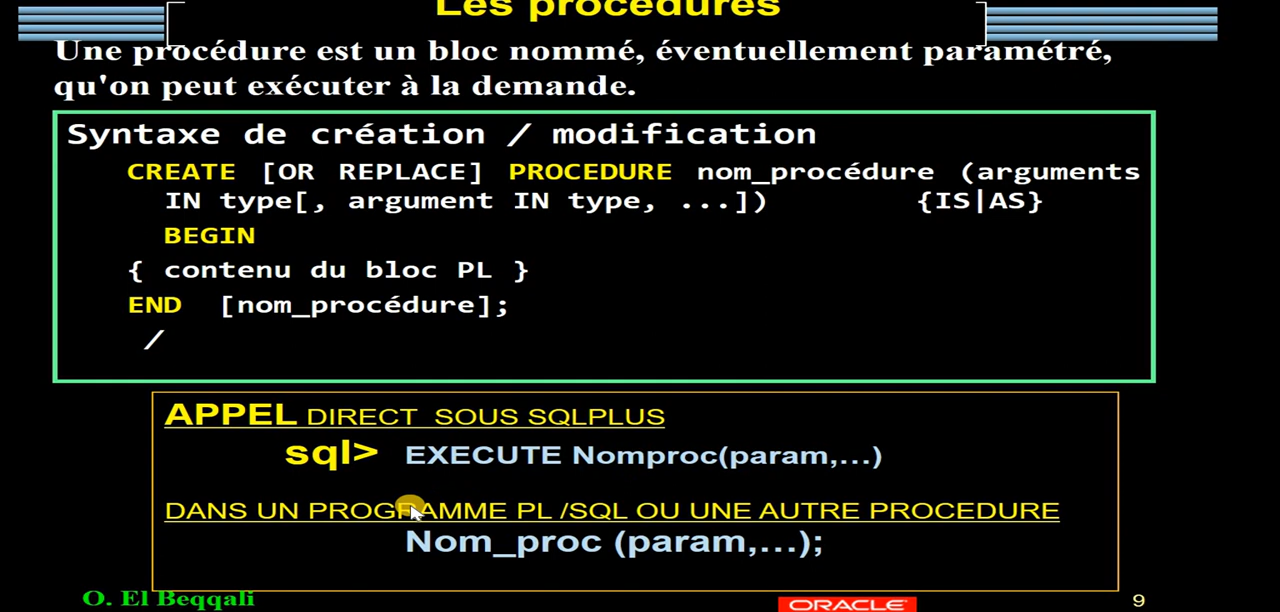 Les procédures
Une procédure est un bloc nommé, éventuellement paramétré,
qu'on peut exécuter à la demande.
Syntaxe de création / modification
CREATE [OR REPLACE] PROCEDURE nom_procédure (arguments
IN type[, argument IN type, ...]) {IS|AS}
BEGIN
{ contenu du bloc PL }
END [nom_procédure];
/
APPEL DIRECT SOUS SQLPLUS
sql> EXECUTE Nomproc(param,...)
DANS UN PROGRAMME PL /SQL OU UNE AUTRE PROCEDURE
Nom_proc (param,...);
O. El Beqqali
ORACLE
9